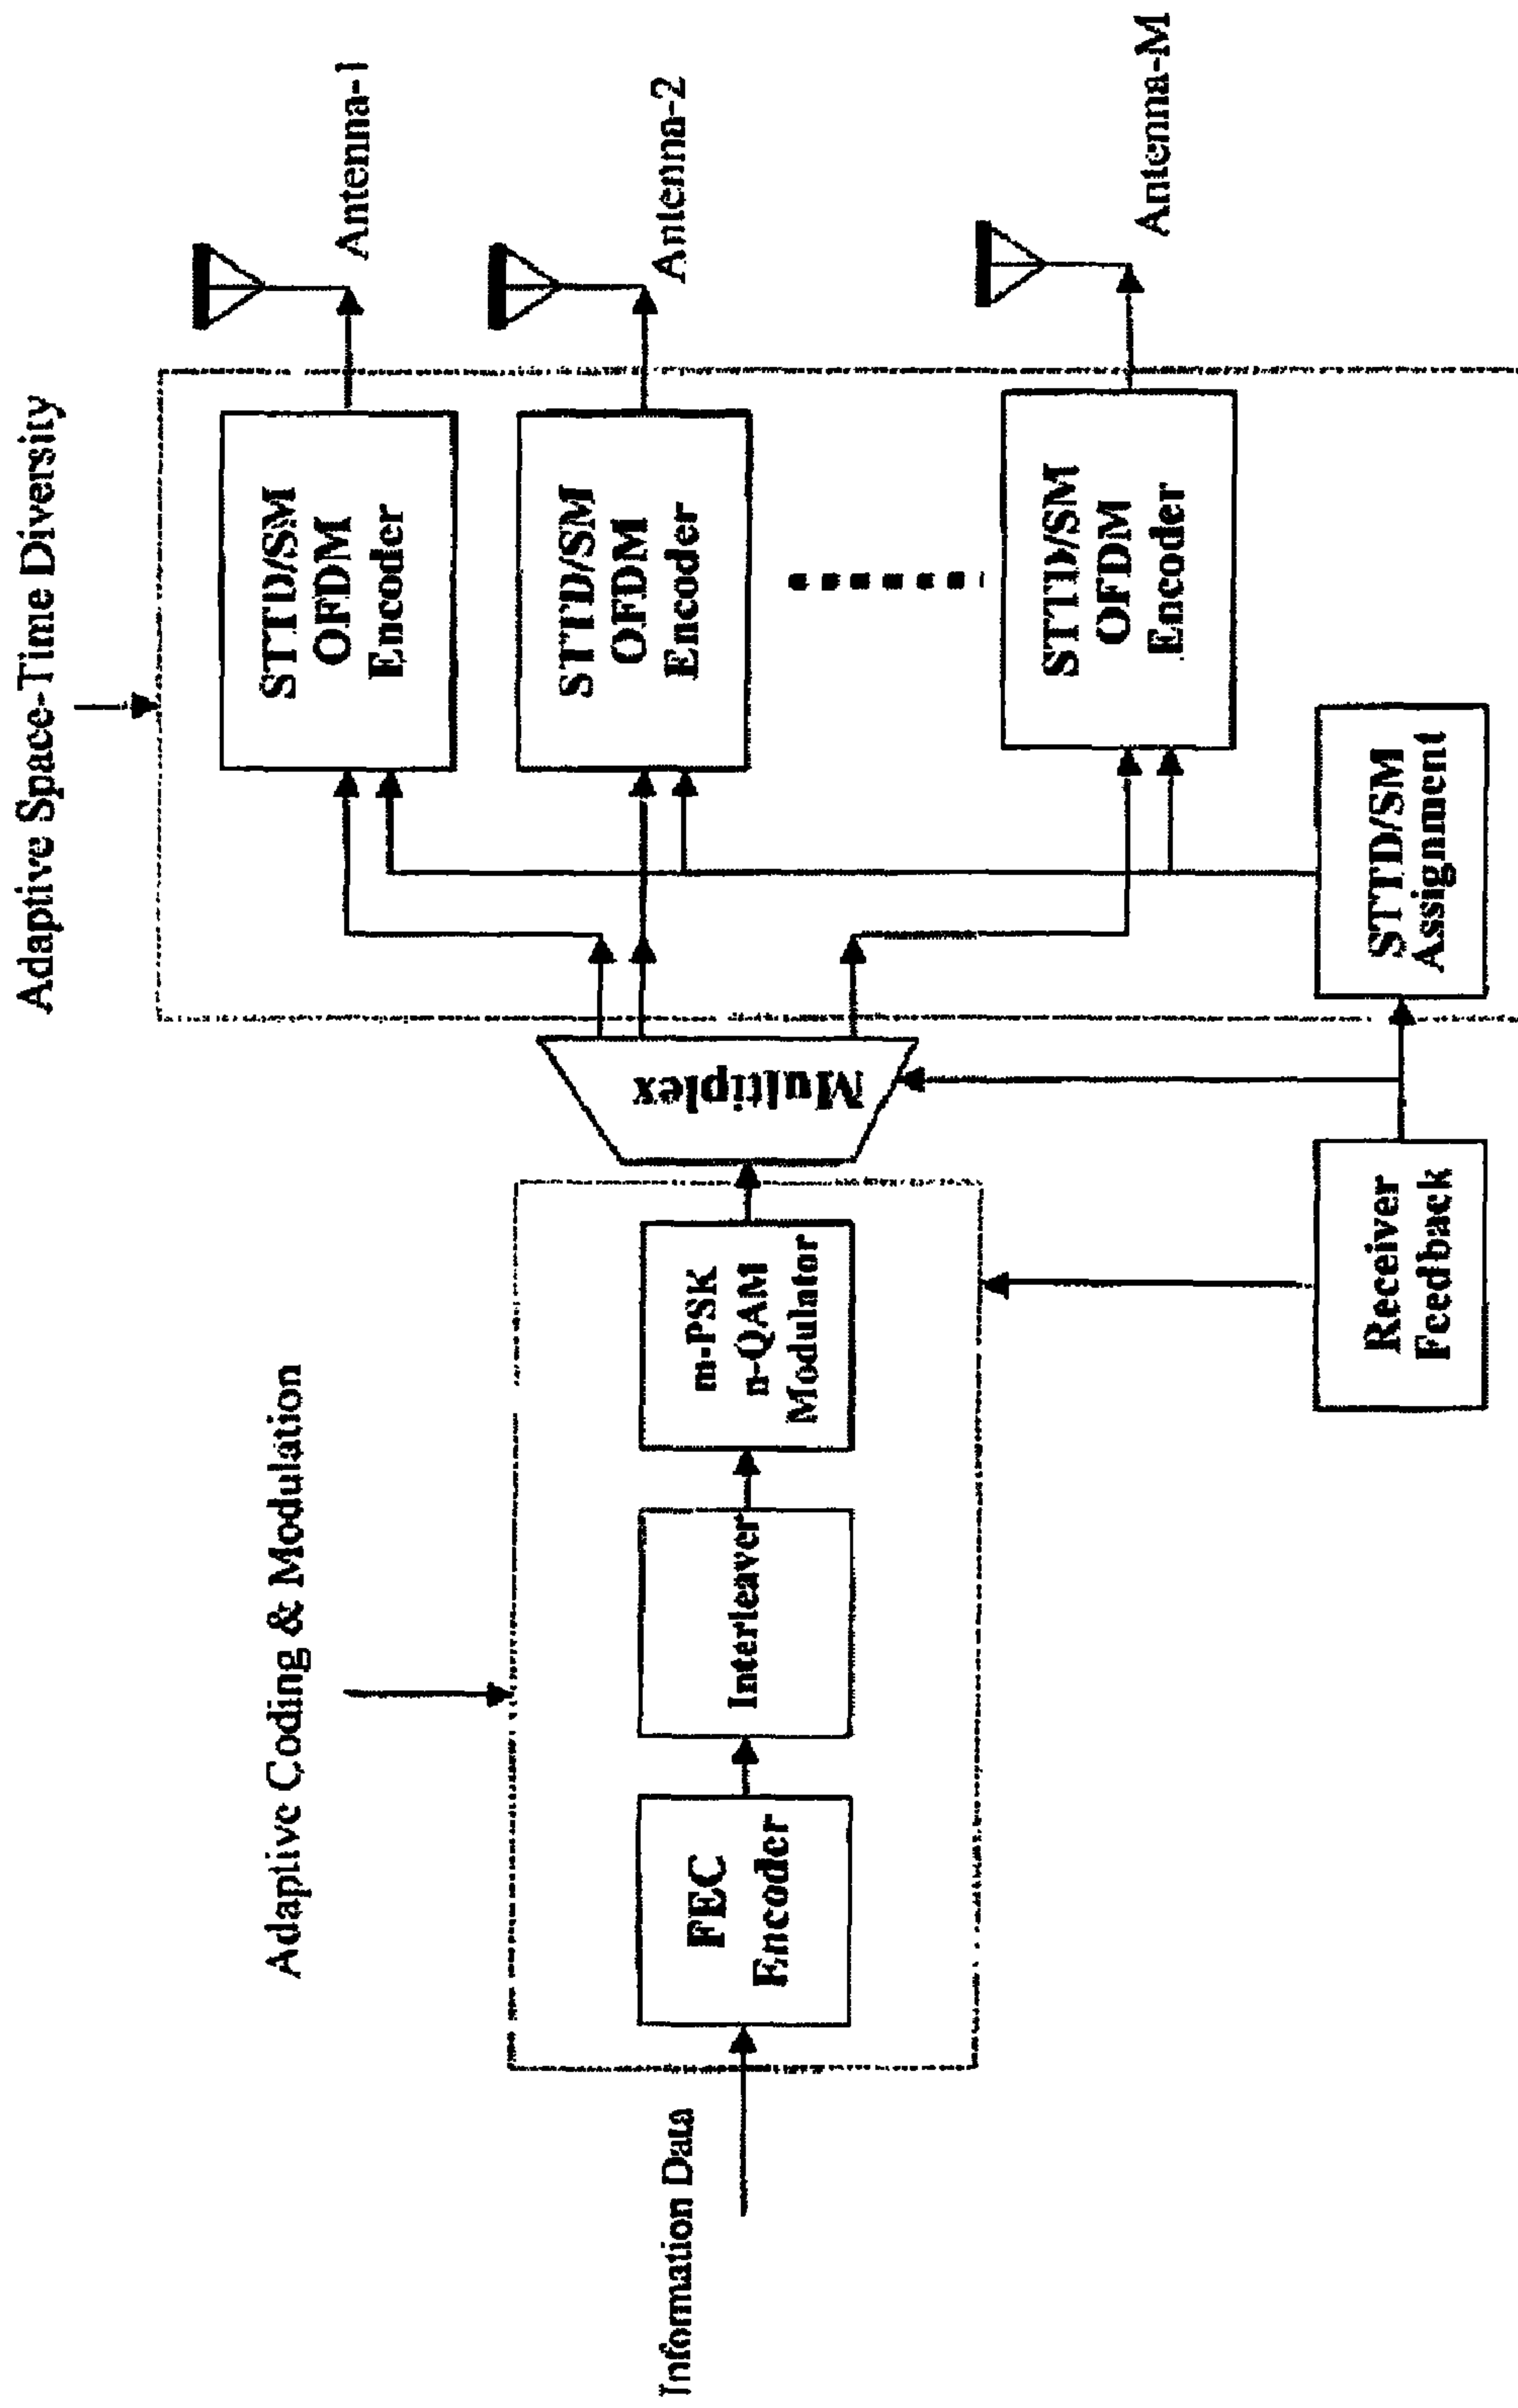 Adaptive Space-Time Diversity
Adaptive Coding & Modulation
Information Data
FEC
Encoder
Interleaver
m-PSK
n-QAM
Modulator
Multiplex
STTD/SM
OFDM
Encoder
Antenna-1
STTD/SM
OFDM
Encoder
Antenna-2
STTD/SM
OFDM
Encoder
Antenna-M
Receiver
Feedback
STTD/SM
Assignment